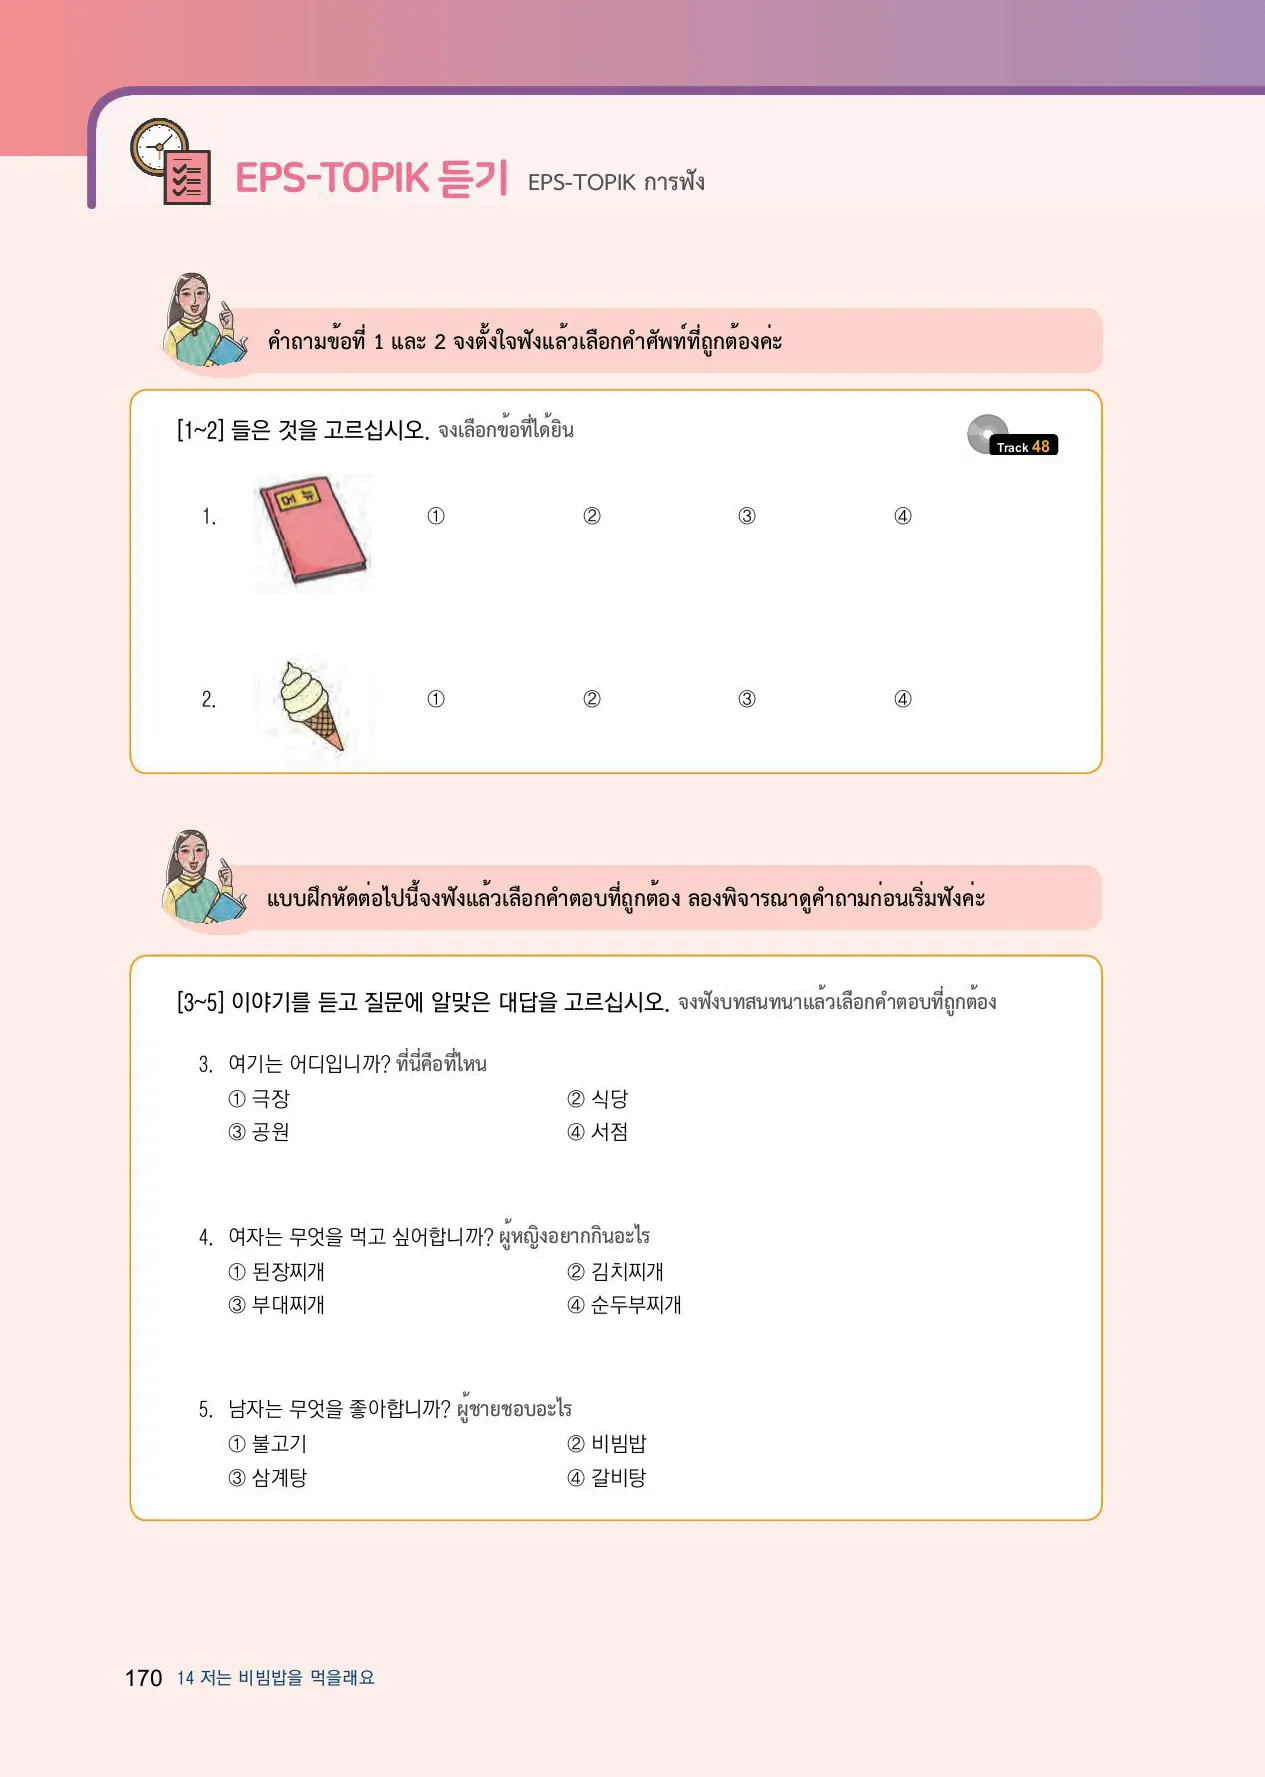 EPS-TOPIK 듣기 EPS-TOPIK การฟัง
คำถามข้อที่ 1 และ 2 จงตั้งใจฟังแล้วเลือกคำศัพท์ที่ถูกต้องค่ะ
[1~2] 들은 것을 고르십시오. จงเลือกข้อที่ได้ยิน
Track 48
메뉴
1. ① ② ③ ④
2. ① ② ③ ④
แบบฝึกหัดต่อไปนี้จงฟังแล้วเลือกคำตอบที่ถูกต้อง ลองพิจารณาดูคำถามก่อนเริ่มฟังค่ะ
[3~5] 이야기를 듣고 질문에 알맞은 대답을 고르십시오. จงฟังบทสนทนาแล้วเลือกคำตอบที่ถูกต้อง
3. 여기는 어디입니까? ที่นี่คือที่ไหน
① 극장 ② 식당
③ 공원 ④ 서점
4. 여자는 무엇을 먹고 싶어합니까? ผู้หญิงอยากกินอะไร
① 된장찌개 ② 김치찌개
③ 부대찌개 ④ 순두부찌개
5. 남자는 무엇을 좋아합니까? ผู้ชายชอบอะไร
① 불고기 ② 비빔밥
③ 삼계탕 ④ 갈비탕
170 14 저는 비빔밥을 먹을래요